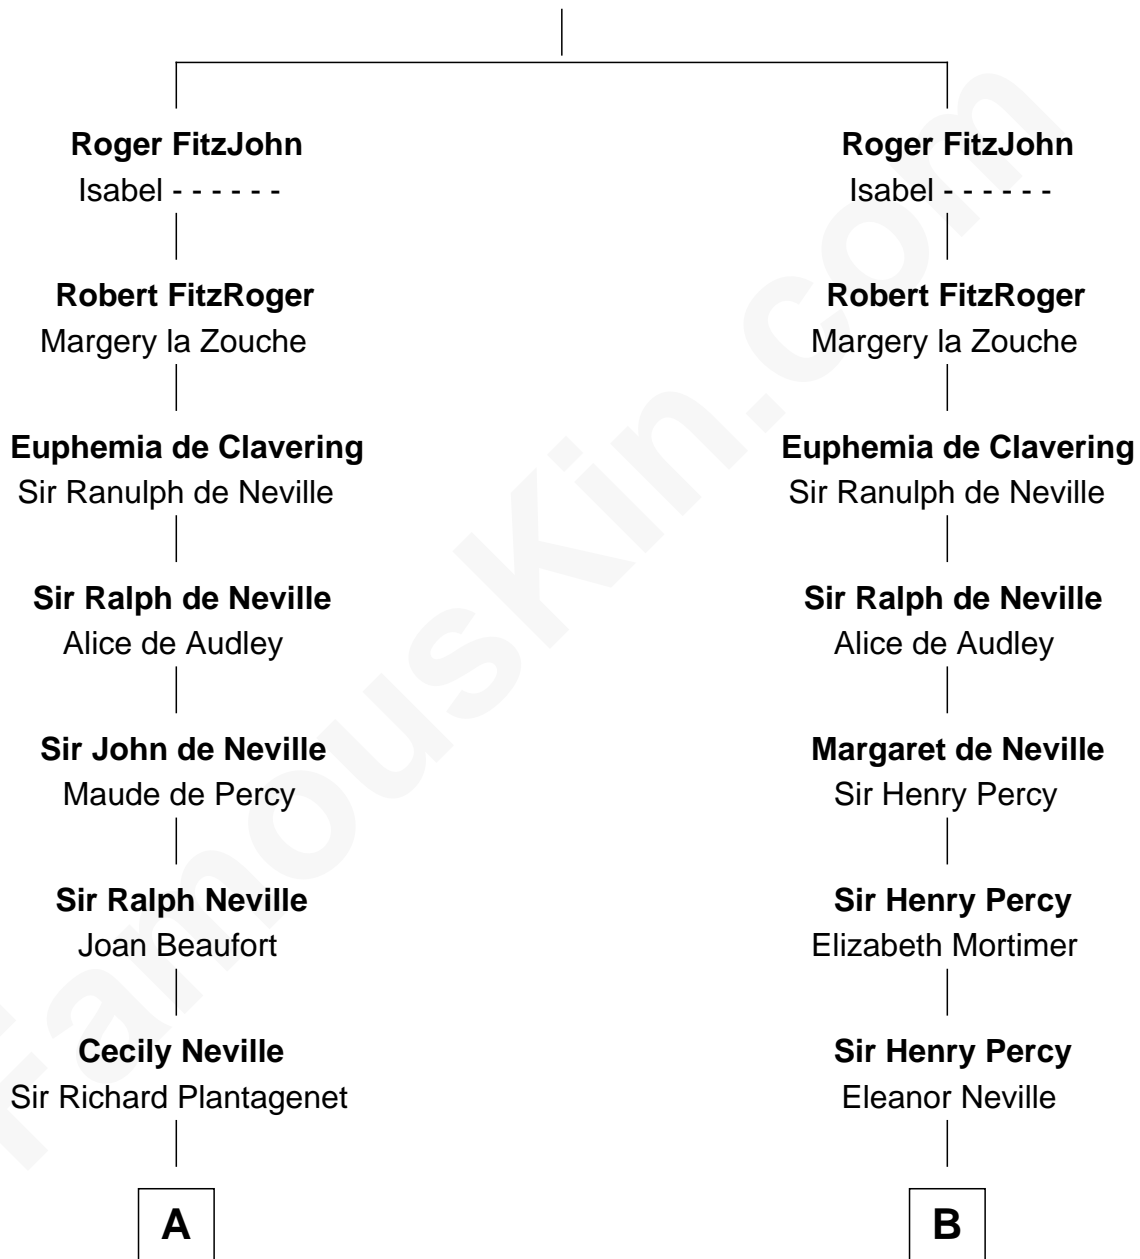 Roger FitzJohn
Isabel - - - - - -
Robert FitzRoger
Margery la Zouche
Euphemia de Clavering
Sir Ranulph de Neville
Sir Ralph de Neville
Alice de Audley
Sir John de Neville
Maude de Percy
Sir Ralph Neville
Joan Beaufort
Cecily Neville
Sir Richard Plantagenet
A
Roger FitzJohn
Isabel - - - - - -
Robert FitzRoger
Margery la Zouche
Euphemia de Clavering
Sir Ranulph de Neville
Sir Ralph de Neville
Alice de Audley
Margaret de Neville
Sir Henry Percy
Sir Henry Percy
Elizabeth Mortimer
Sir Henry Percy
Eleanor Neville
B
FamousKin.com